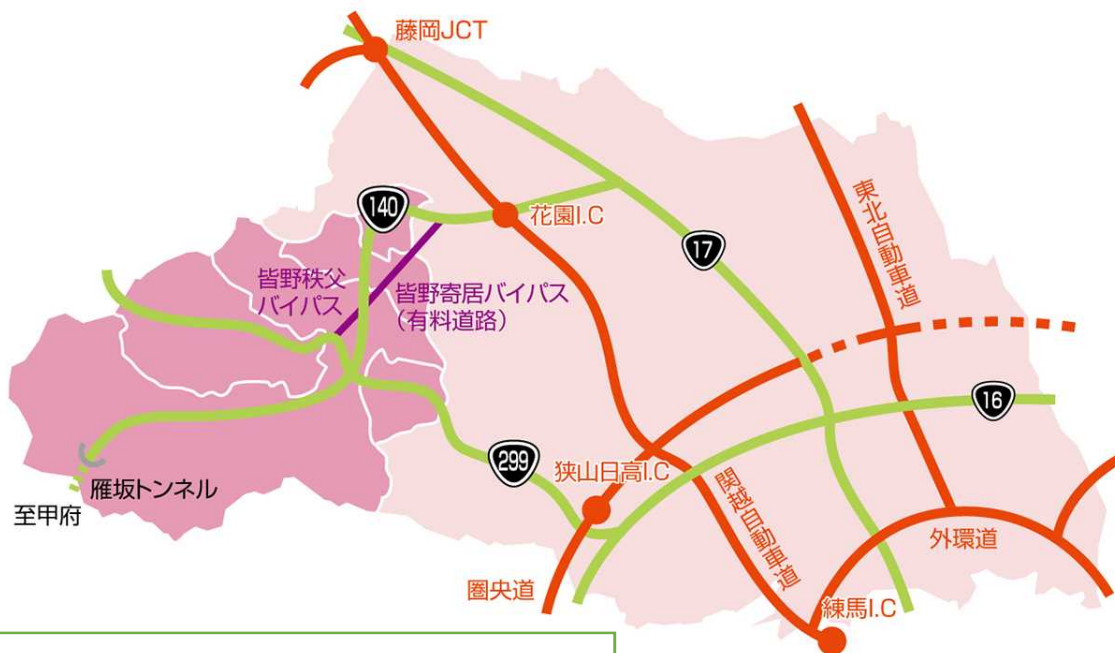 藤岡JCT
140
花園I.C
17
東北自動車道
皆野秩父
バイパス
皆野寄居バイパス
(有料道路)
16
299
狭山日高I.C
関越自動車道
雁坂トンネル
至甲府
外環道
圏央道
練馬I.C